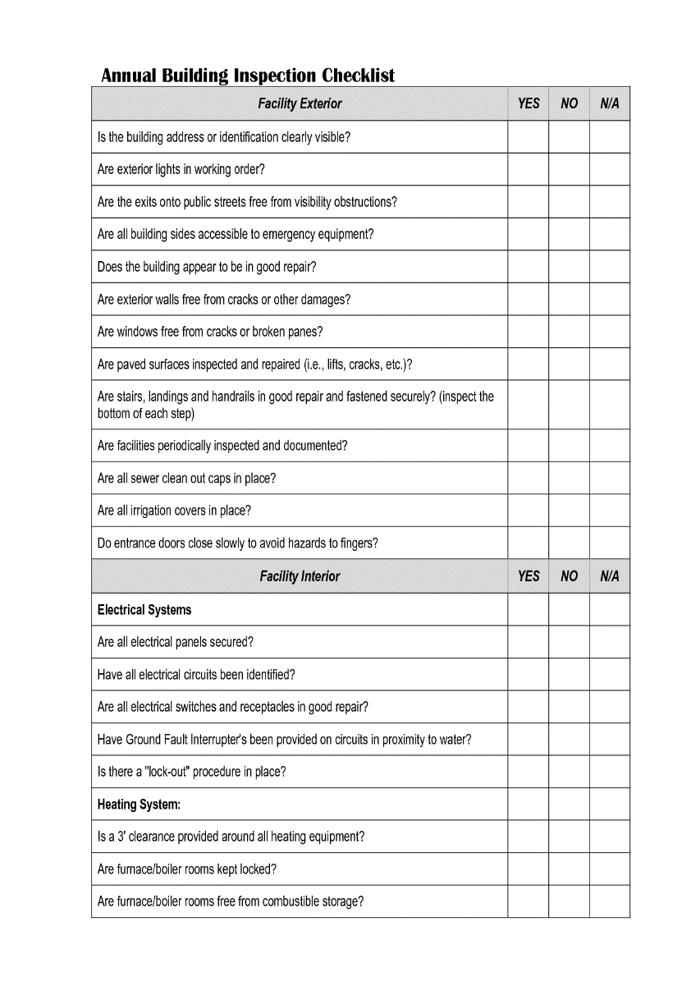 Annual Building Inspection Checklist
Facility Exterior YES NO N/A
Is the building address or identification clearly visible?
Are exterior lights in working order?
Are the exits onto public streets free from visibility obstructions?
Are all building sides accessible to emergency equipment?
Does the building appear to be in good repair?
Are exterior walls free from cracks or other damages?
Are windows free from cracks or broken panes?
Are paved surfaces inspected and repaired (i.e., lifts, cracks, etc.)?
Are stairs, landings and handrails in good repair and fastened securely? (inspect the
bottom of each step)
Are facilities periodically inspected and documented?
Are all sewer clean out caps in place?
Are all irrigation covers in place?
Do entrance doors close slowly to avoid hazards to fingers?
Facility Interior YES NO N/A
Electrical Systems
Are all electrical panels secured?
Have all electrical circuits been identified?
Are all electrical switches and receptacles in good repair?
Have Ground Fault Interrupter's been provided on circuits in proximity to water?
Is there a "lock-out" procedure in place?
Heating System:
Is a 3' clearance provided around all heating equipment?
Are furnace/boiler rooms kept locked?
Are furnace/boiler rooms free from combustible storage?